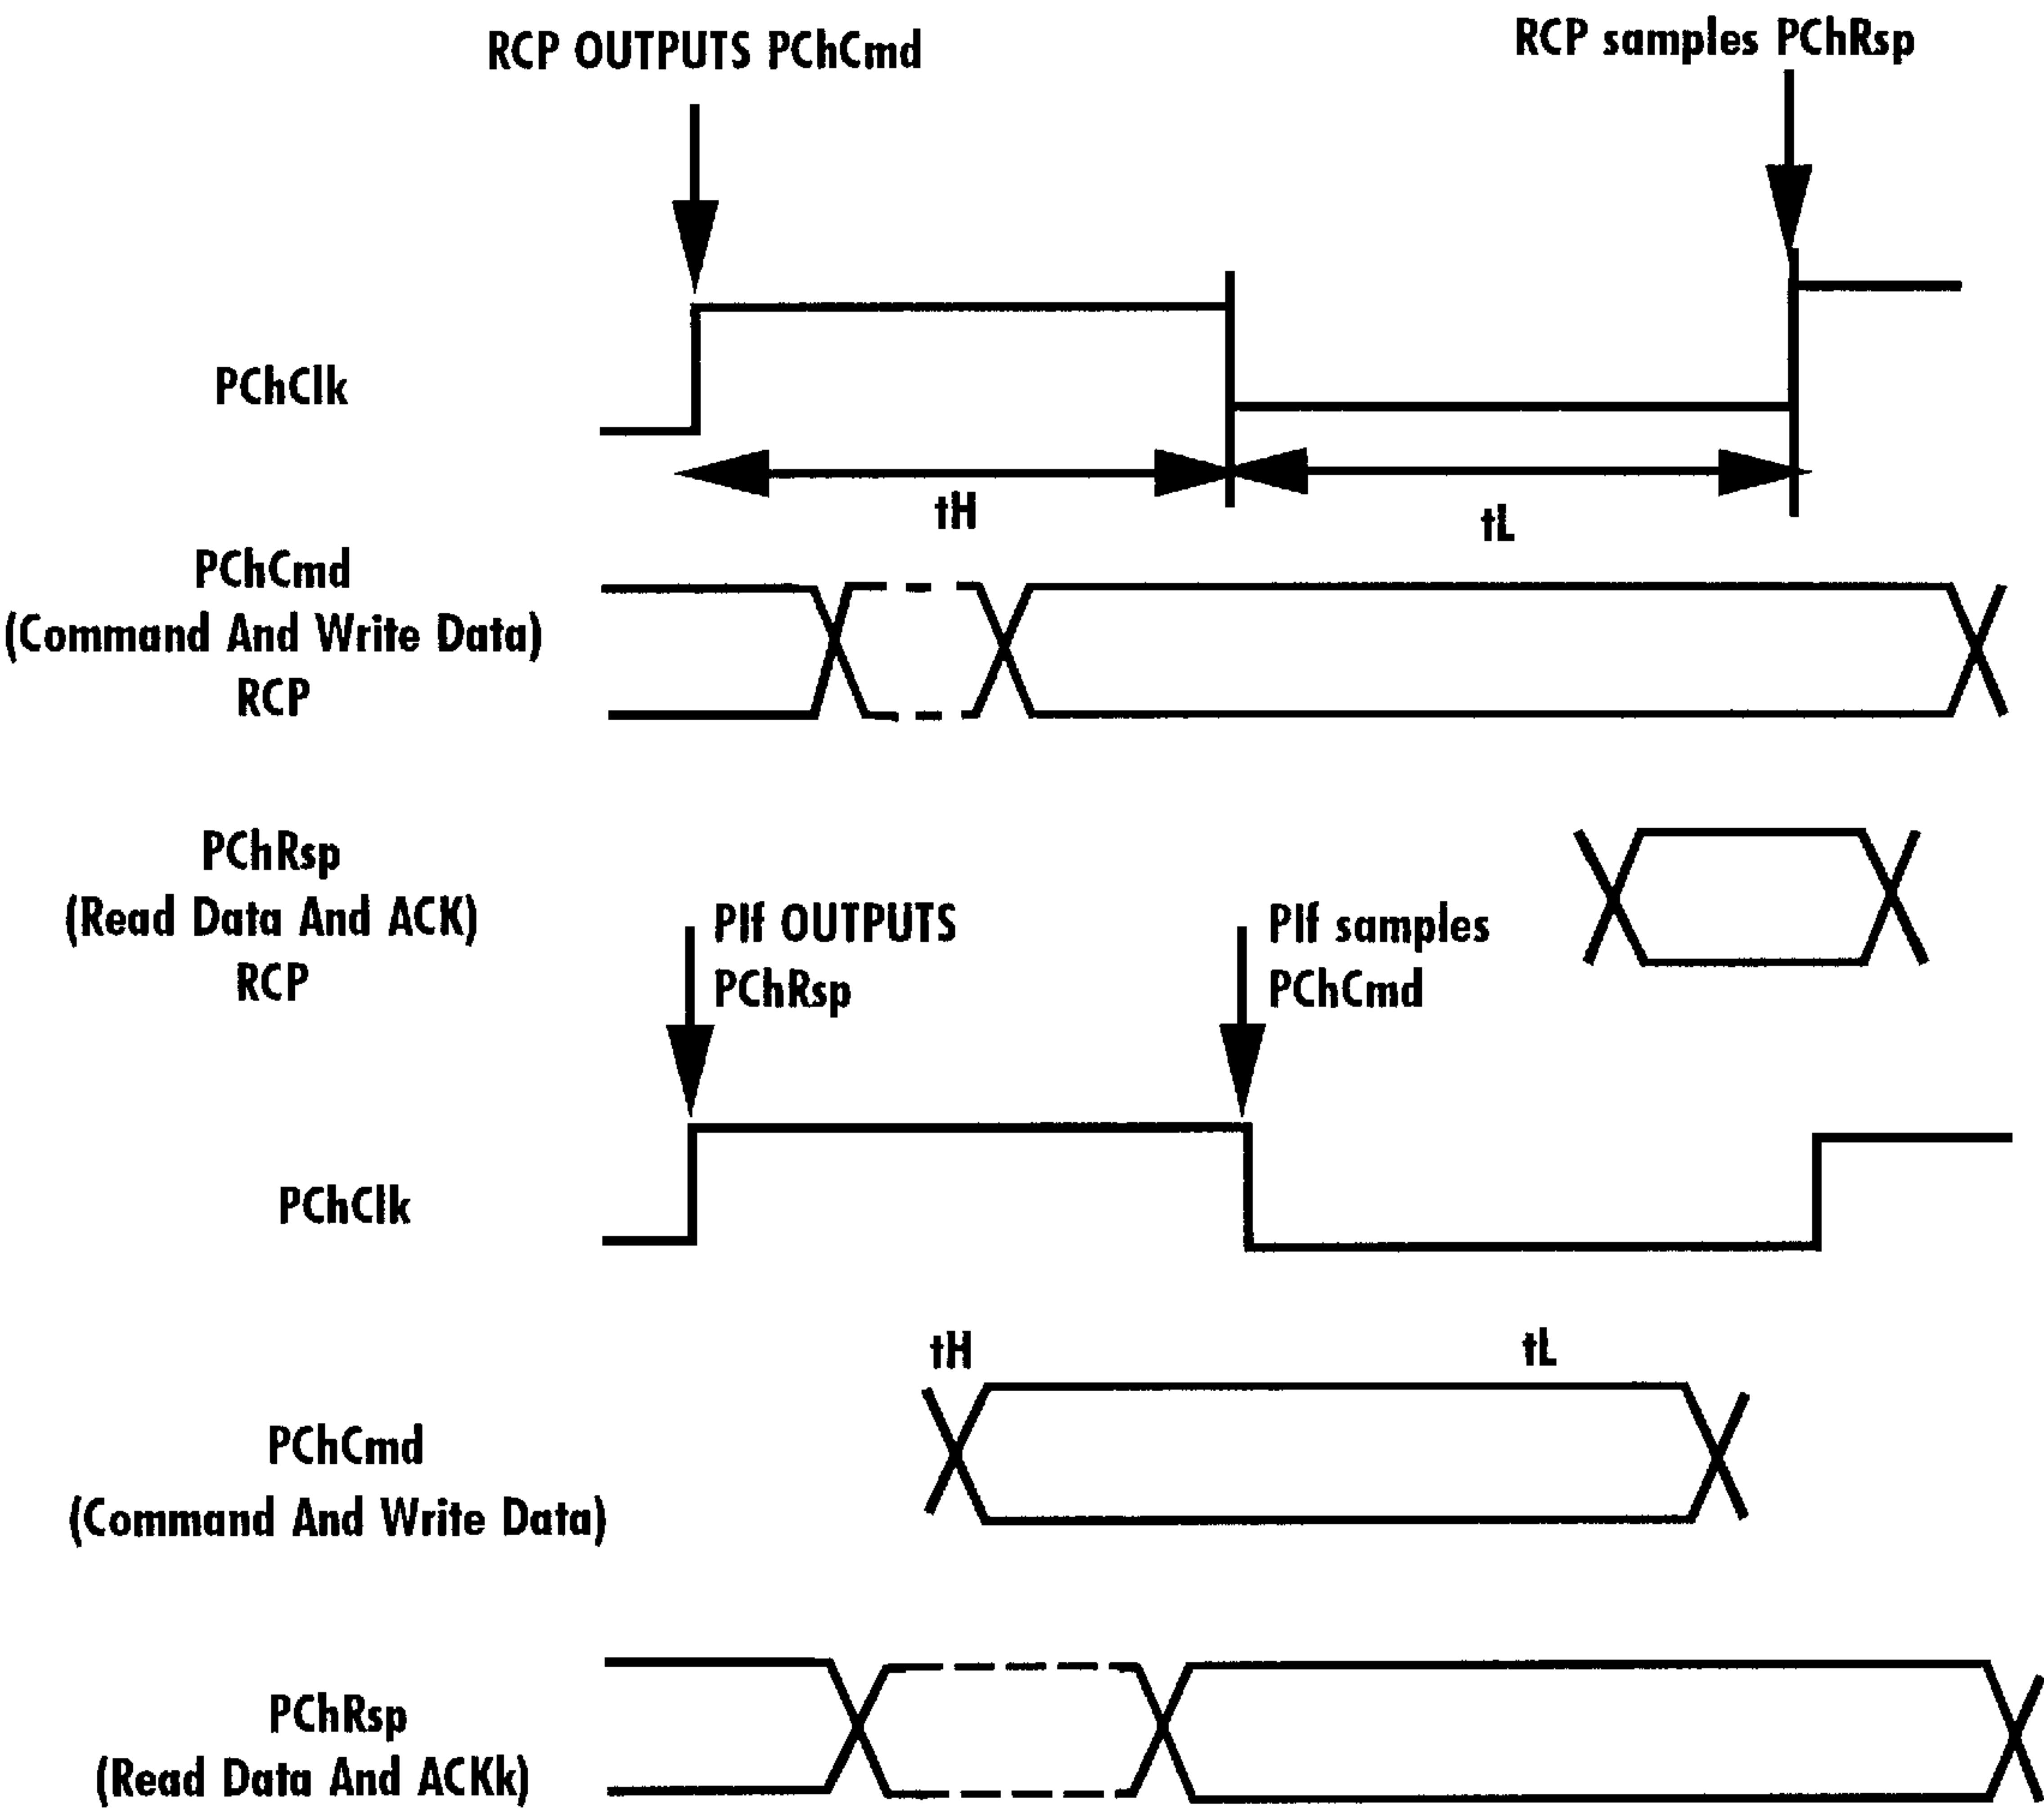 RCP OUTPUTS PChCmd
RCP samples PChRsp
PChClk
tH
tL
PChCmd
(Command And Write Data)
RCP
PChRsp
(Read Data And ACK)
RCP
PIf OUTPUTS
PChRsp
PIf samples
PChCmd
PChClk
tH
tL
PChCmd
(Command And Write Data)
PChRsp
(Read Data And ACKk)